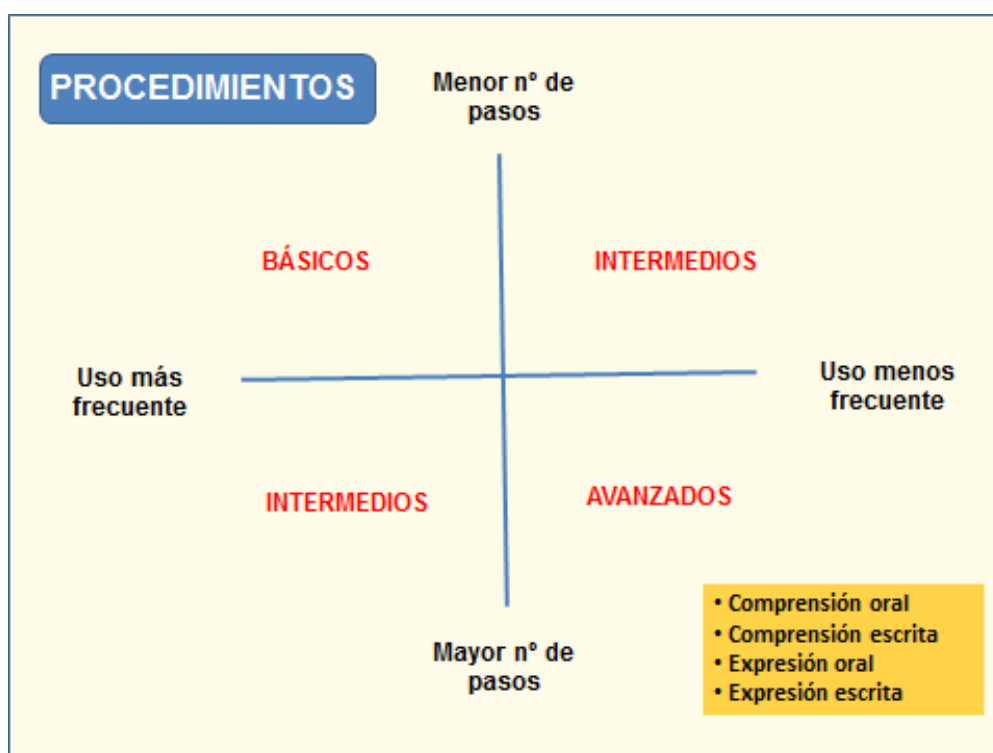 PROCEDIMIENTOS
Menor nº de
pasos
BÁSICOS
INTERMEDIOS
Uso más
frecuente
Uso menos
frecuente
INTERMEDIOS
AVANZADOS
Mayor nº de
pasos
• Comprensión oral
• Comprensión escrita
• Expresión oral
• Expresión escrita